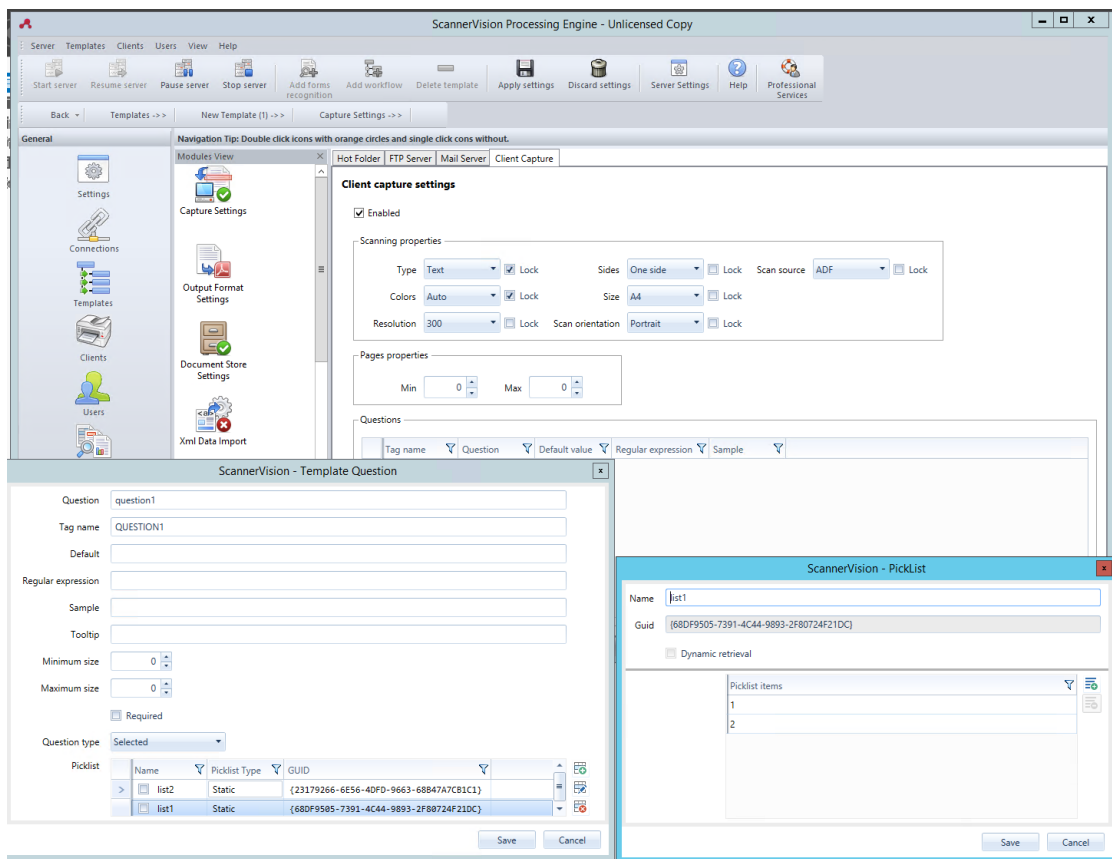 ScannerVision Processing Engine - Unlicensed Copy
Server Templates Clients Users View Help
Start server Resume server Pause server Stop server Add forms recognition Add workflow Delete template Apply settings Discard settings Server Settings Help Professional Services
Back Templates ->> New Template (1) ->> Capture Settings ->>
General
Navigation Tip: Double click icons with orange circles and single click cons without.
Settings
Connections
Templates
Clients
Users
Modules View
Capture Settings
Output Format
Settings
Document Store
Settings
Xml Data Import
Hot Folder FTP Server Mail Server Client Capture
Client capture settings
Enabled
Scanning properties
Type Text Lock Sides One side Lock Scan source ADF Lock
Colors Auto Lock Size A4 Lock
Resolution 300 Lock Scan orientation Portrait Lock
Pages properties
Min 0 Max 0
Questions
Tag name Question Default value Regular expression Sample
ScannerVision - Template Question
Question question1
Tag name QUESTION1
Default
Regular expression
Sample
Tooltip
Minimum size 0
Maximum size 0
Required
Question type Selected
Picklist
Name Picklist Type GUID
list2 Static {23179266-6E56-4DFD-9663-68B47A7CB1C1}
list1 Static {68DF9505-7391-4C44-9893-2F80724F21DC}
Save Cancel
ScannerVision - PickList
Name list1
Guid {68DF9505-7391-4C44-9893-2F80724F21DC}
Dynamic retrieval
Picklist items
1
2
Save Cancel